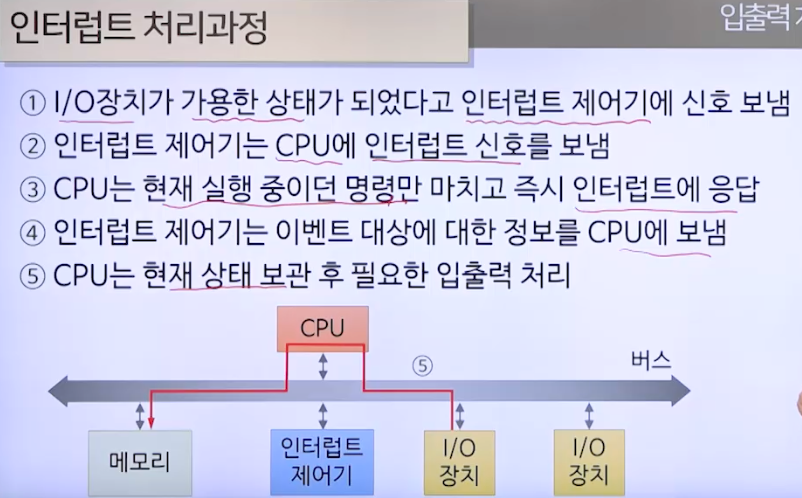 인터럽트 처리과정
입출력
① I/O장치가 가용한 상태가 되었다고 인터럽트 제어기에 신호 보냄
② 인터럽트 제어기는 CPU에 인터럽트 신호를 보냄
③ CPU는 현재 실행 중이던 명령만 마치고 즉시 인터럽트에 응답
④ 인터럽트 제어기는 이벤트 대상에 대한 정보를 CPU에 보냄
⑤ CPU는 현재 상태 보관 후 필요한 입출력 처리
CPU
⑤
버스
메모리
인터럽트
제어기
I/O
장치
I/O
장치